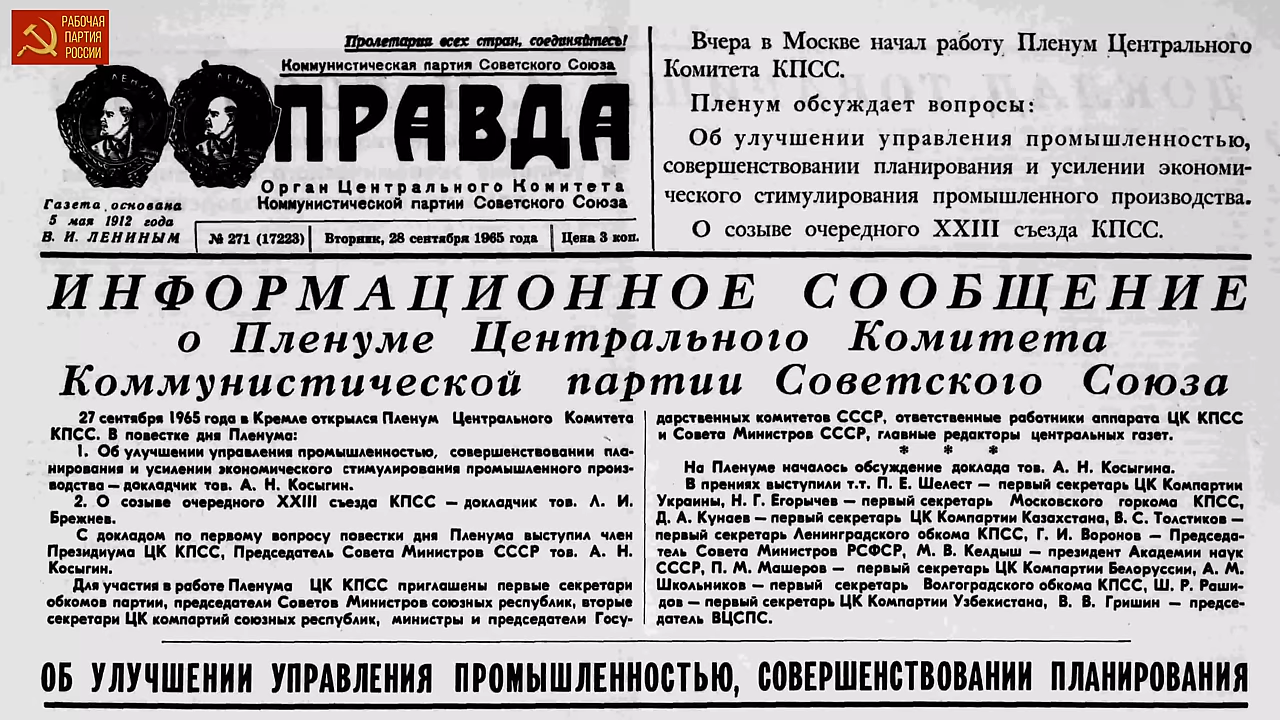 РАБОЧАЯ
ПАРТИЯ
РОССИИ
Пролетарии всех стран, соединяйтесь!
Коммунистическая партия Советского Союза
ПРАВДА
Орган Центрального Комитета
Коммунистической партии Советского Союза
Газета основана
5 мая 1912 года
В. И. ЛЕНИНЫМ
№ 271 (17223)
Вторник, 28 сентября 1965 года
Цена 3 коп.
Вчера в Москве начал работу Пленум Центрального
Комитета КПСС.
Пленум обсуждает вопросы:
Об улучшении управления промышленностью,
совершенствовании планирования и усилении экономи-
ческого стимулирования промышленного производства.
О созыве очередного XXIII съезда КПСС.
ИНФОРМАЦИОННОЕ СООБЩЕНИЕ
о Пленуме Центрального Комитета
Коммунистической партии Советского Союза
27 сентября 1965 года в Кремле открылся Пленум Центрального Комитета
КПСС. В повестке дня Пленума:
1. Об улучшении управления промышленностью, совершенствовании пла-
нирования и усилении экономического стимулирования промышленного произ-
водства — докладчик тов. А. Н. Косыгин.
2. О созыве очередного XXIII съезда КПСС — докладчик тов. Л. И.
Брежнев.
С докладом по первому вопросу повестки дня Пленума выступил член
Президиума ЦК КПСС, Председатель Совета Министров СССР тов. А. Н.
Косыгин.
Для участия в работе Пленума ЦК КПСС приглашены первые секретари
обкомов партии, председатели Советов Министров союзных республик, вторые
секретари ЦК компартий союзных республик, министры и председатели Госу-
дарственных комитетов СССР, ответственные работники аппарата ЦК КПСС
и Совета Министров СССР, главные редакторы центральных газет.
* * *
На Пленуме началось обсуждение доклада тов. А. Н. Косыгина.
В прениях выступили т.т. П. Е. Шелест — первый секретарь ЦК Компартии
Украины, Н. Г. Егорычев — первый секретарь Московского горкома КПСС,
Д. А. Кунаев — первый секретарь ЦК Компартии Казахстана, В. С. Толстиков —
первый секретарь Ленинградского обкома КПСС, Г. И. Воронов — Председа-
тель Совета Министров РСФСР, М. В. Келдыш — президент Академии наук
СССР, П. М. Машеров — первый секретарь ЦК Компартии Белоруссии, А. М.
Школьников — первый секретарь Волгоградского обкома КПСС, Ш. Р. Раши-
дов — первый секретарь ЦК Компартии Узбекистана, В. В. Гришин — предсе-
датель ВЦСПС.
ОБ УЛУЧШЕНИИ УПРАВЛЕНИЯ ПРОМЫШЛЕННОСТЬЮ, СОВЕРШЕНСТВОВАНИИ ПЛАНИРОВАНИЯ